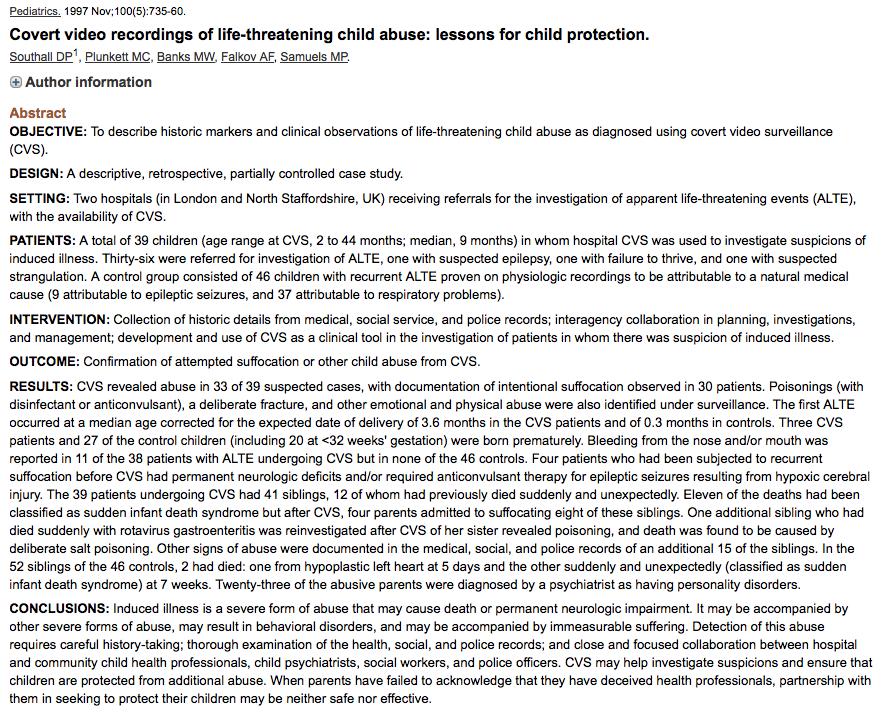 Pediatrics. 1997 Nov;100(5):735-60.
Covert video recordings of life-threatening child abuse: lessons for child protection.
Southall DP1, Plunkett MC, Banks MW, Falkov AF, Samuels MP.
Author information
Abstract
OBJECTIVE: To describe historic markers and clinical observations of life-threatening child abuse as diagnosed using covert video surveillance
(CVS).
DESIGN: A descriptive, retrospective, partially controlled case study.
SETTING: Two hospitals (in London and North Staffordshire, UK) receiving referrals for the investigation of apparent life-threatening events (ALTE),
with the availability of CVS.
PATIENTS: A total of 39 children (age range at CVS, 2 to 44 months; median, 9 months) in whom hospital CVS was used to investigate suspicions of
induced illness. Thirty-six were referred for investigation of ALTE, one with suspected epilepsy, one with failure to thrive, and one with suspected
strangulation. A control group consisted of 46 children with recurrent ALTE proven on physiologic recordings to be attributable to a natural medical
cause (9 attributable to epileptic seizures, and 37 attributable to respiratory problems).
INTERVENTION: Collection of historic details from medical, social service, and police records; interagency collaboration in planning, investigations,
and management; development and use of CVS as a clinical tool in the investigation of patients in whom there was suspicion of induced illness.
OUTCOME: Confirmation of attempted suffocation or other child abuse from CVS.
RESULTS: CVS revealed abuse in 33 of 39 suspected cases, with documentation of intentional suffocation observed in 30 patients. Poisonings (with
disinfectant or anticonvulsant), a deliberate fracture, and other emotional and physical abuse were also identified under surveillance. The first ALTE
occurred at a median age corrected for the expected date of delivery of 3.6 months in the CVS patients and of 0.3 months in controls. Three CVS
patients and 27 of the control children (including 20 at <32 weeks' gestation) were born prematurely. Bleeding from the nose and/or mouth was
reported in 11 of the 38 patients with ALTE undergoing CVS but in none of the 46 controls. Four patients who had been subjected to recurrent
suffocation before CVS had permanent neurologic deficits and/or required anticonvulsant therapy for epileptic seizures resulting from hypoxic cerebral
injury. The 39 patients undergoing CVS had 41 siblings, 12 of whom had previously died suddenly and unexpectedly. Eleven of the deaths had been
classified as sudden infant death syndrome but after CVS, four parents admitted to suffocating eight of these siblings. One additional sibling who had
died suddenly with rotavirus gastroenteritis was reinvestigated after CVS of her sister revealed poisoning, and death was found to be caused by
deliberate salt poisoning. Other signs of abuse were documented in the medical, social, and police records of an additional 15 of the siblings. In the
52 siblings of the 46 controls, 2 had died: one from hypoplastic left heart at 5 days and the other suddenly and unexpectedly (classified as sudden
infant death syndrome) at 7 weeks. Twenty-three of the abusive parents were diagnosed by a psychiatrist as having personality disorders.
CONCLUSIONS: Induced illness is a severe form of abuse that may cause death or permanent neurologic impairment. It may be accompanied by
other severe forms of abuse, may result in behavioral disorders, and may be accompanied by immeasurable suffering. Detection of this abuse
requires careful history-taking; thorough examination of the health, social, and police records; and close and focused collaboration between hospital
and community child health professionals, child psychiatrists, social workers, and police officers. CVS may help investigate suspicions and ensure that
children are protected from additional abuse. When parents have failed to acknowledge that they have deceived health professionals, partnership with
them in seeking to protect their children may be neither safe nor effective.